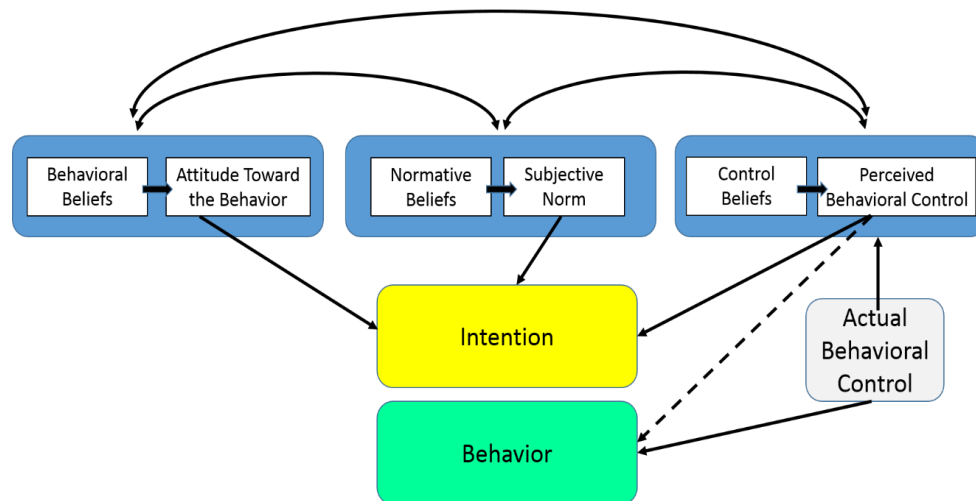 Behavioral
Beliefs
Attitude Toward
the Behavior
Normative
Beliefs
Subjective
Norm
Control
Beliefs
Perceived
Behavioral Control
Intention
Actual
Behavioral
Control
Behavior